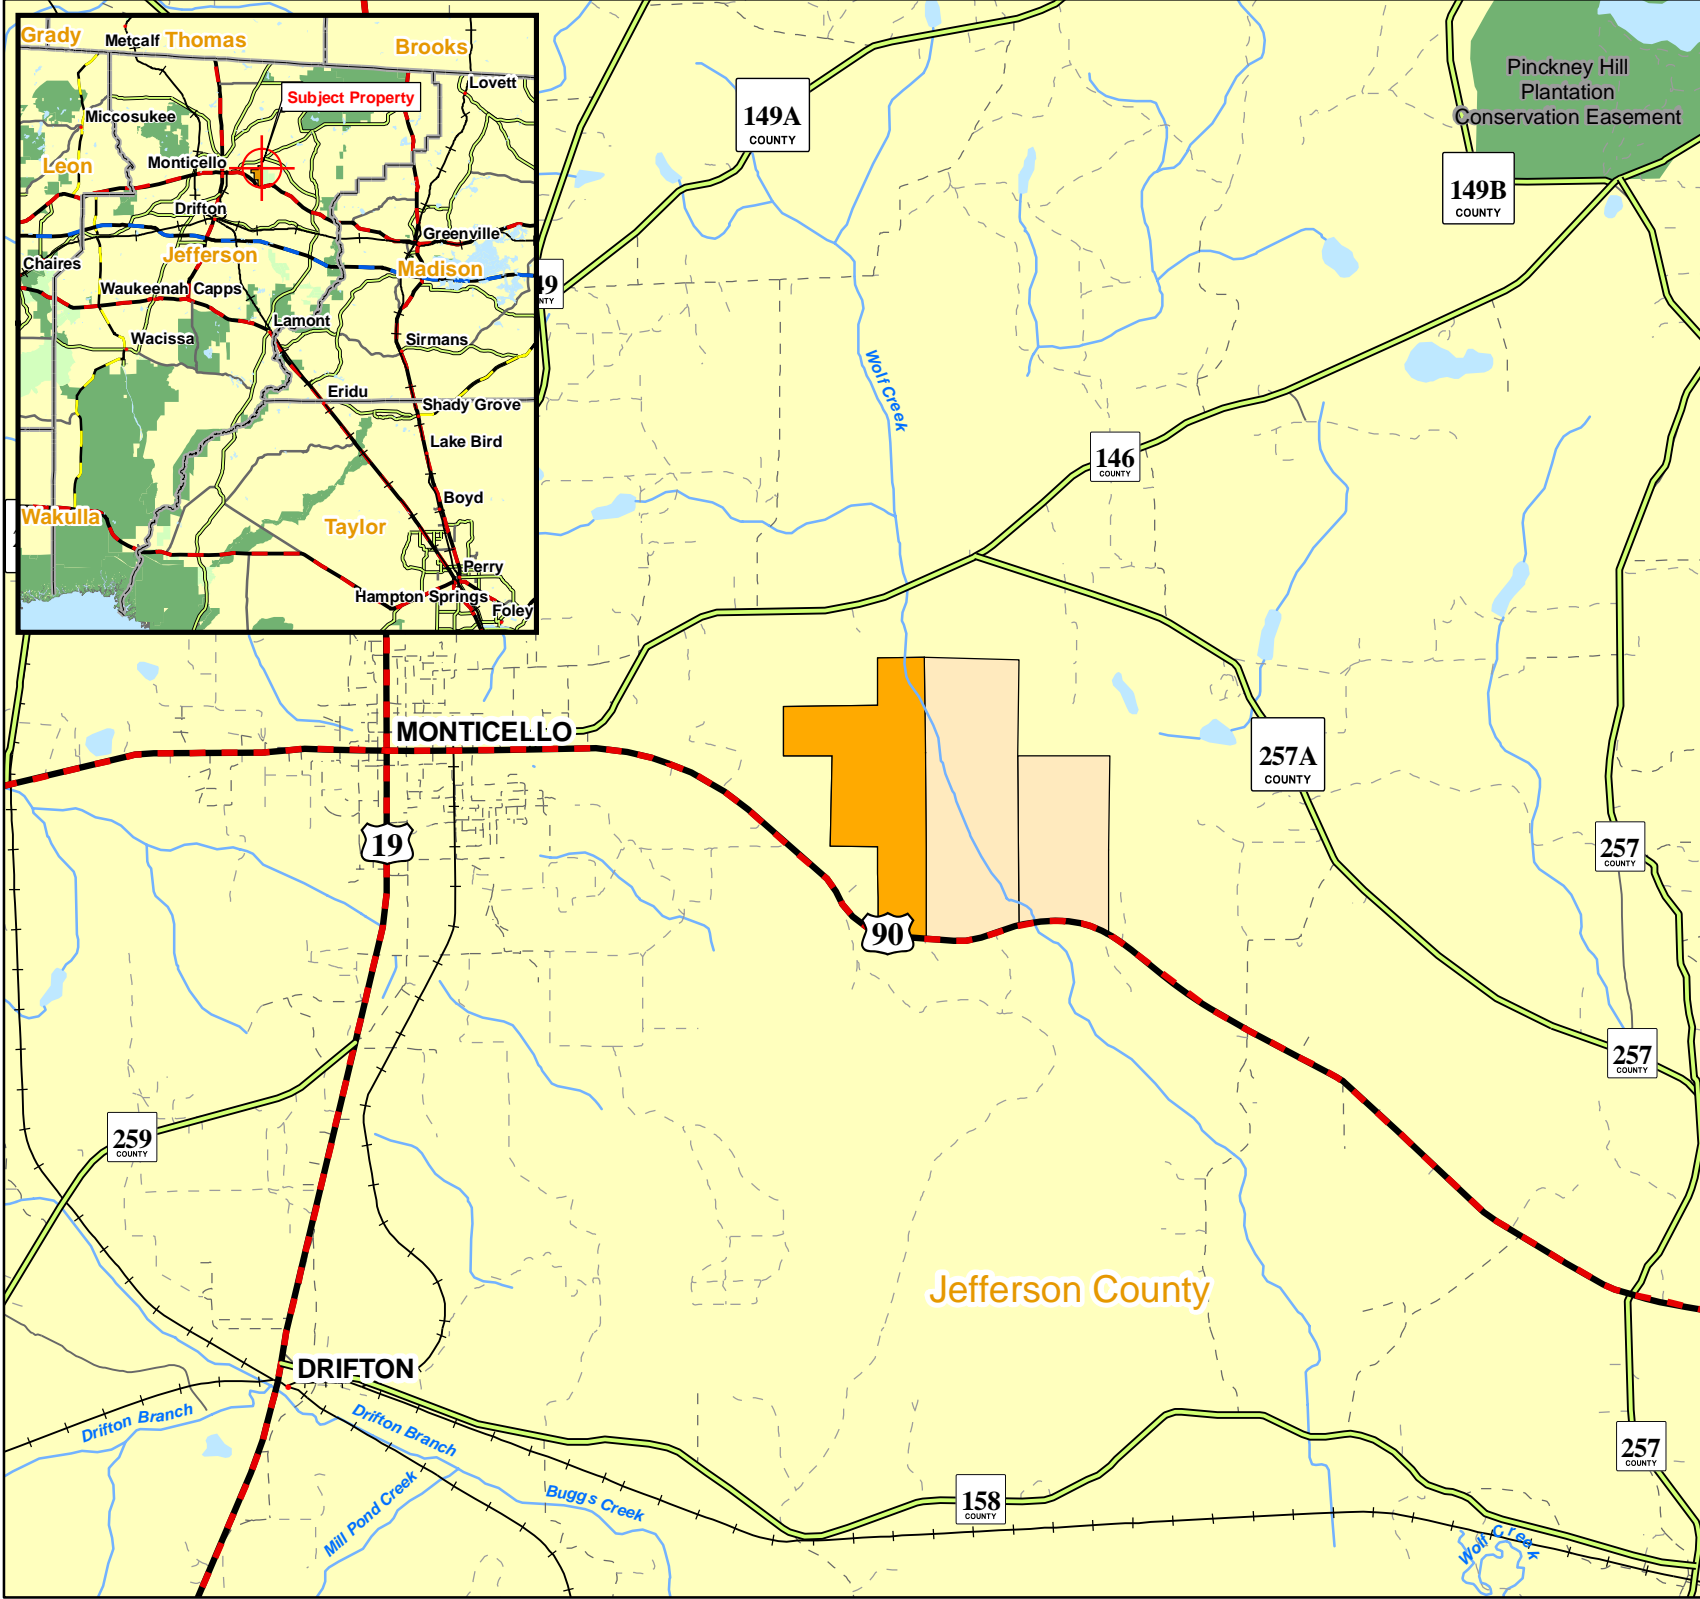 Grady
Metcalf
Thomas
Brooks
Lovett
Subject Property
Miccosukee
Leon
Monticello
Drifton
Greenville
Jefferson
Chaires
Madison
Waukeenah Capps
Lamont
Wacissa
Sirmans
Eridu
Shady Grove
Lake Bird
Boyd
Wakulla
Taylor
Perry
Hampton Springs
Foley
Pinckney Hill
Plantation
Conservation Easement
149A
COUNTY
149B
COUNTY
49
NTY
Wolf Creek
146
COUNTY
MONTICELLO
257A
COUNTY
19
257
COUNTY
90
257
COUNTY
259
COUNTY
Jefferson County
DRIFTON
Drifton Branch
Drifton Branch
257
COUNTY
Mill Pond Creek
Buggs Creek
158
COUNTY
Wolf Creek